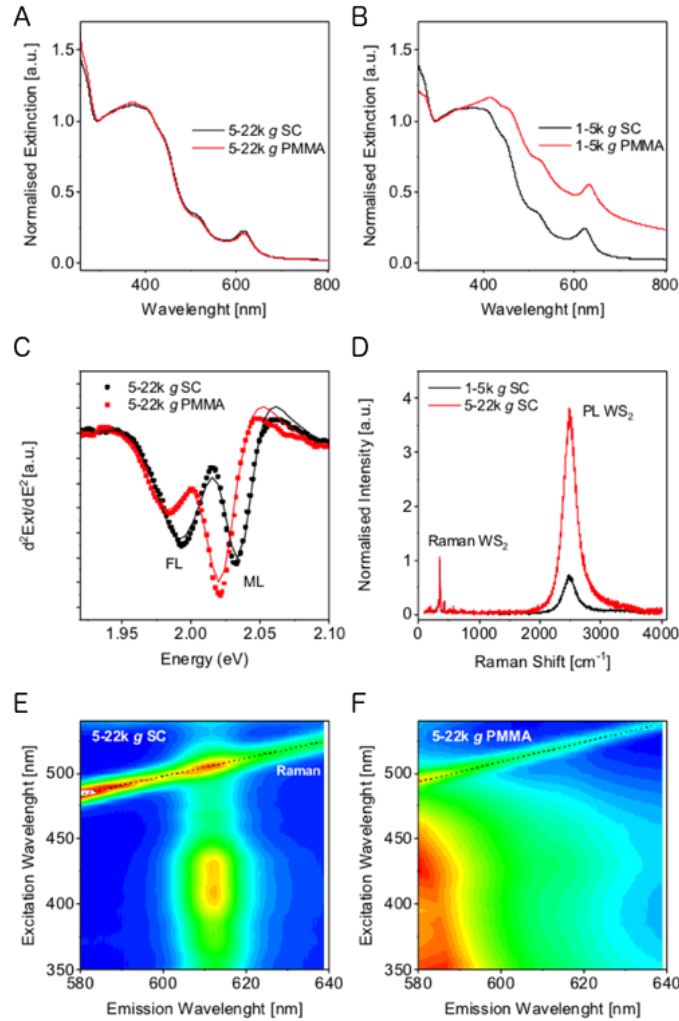 A
Normalised Extinction [a.u.]
1.5
1.0
0.5
0.0
5-22k g SC
5-22k g PMMA
400
600
800
Wavelenght [nm]
B
Normalised Extinction [a.u.]
1.5
1.0
0.5
0.0
1-5k g SC
1-5k g PMMA
400
600
800
Wavelenght [nm]
C
d²Ext/dE² [a.u.]
5-22k g SC
5-22k g PMMA
FL
ML
1.95
2.00
2.05
2.10
Energy (eV)
D
Normalised Intensity [a.u.]
4
3
2
1
0
1-5k g SC
5-22k g SC
PL WS₂
Raman WS₂
0
1000
2000
3000
4000
Raman Shift [cm⁻¹]
E
Excitation Wavelenght [nm]
5-22k g SC
Raman
500
450
400
350
580
600
620
640
Emission Wavelenght [nm]
F
Excitation Wavelenght [nm]
5-22k g PMMA
500
450
400
350
580
600
620
640
Emission Wavelenght [nm]